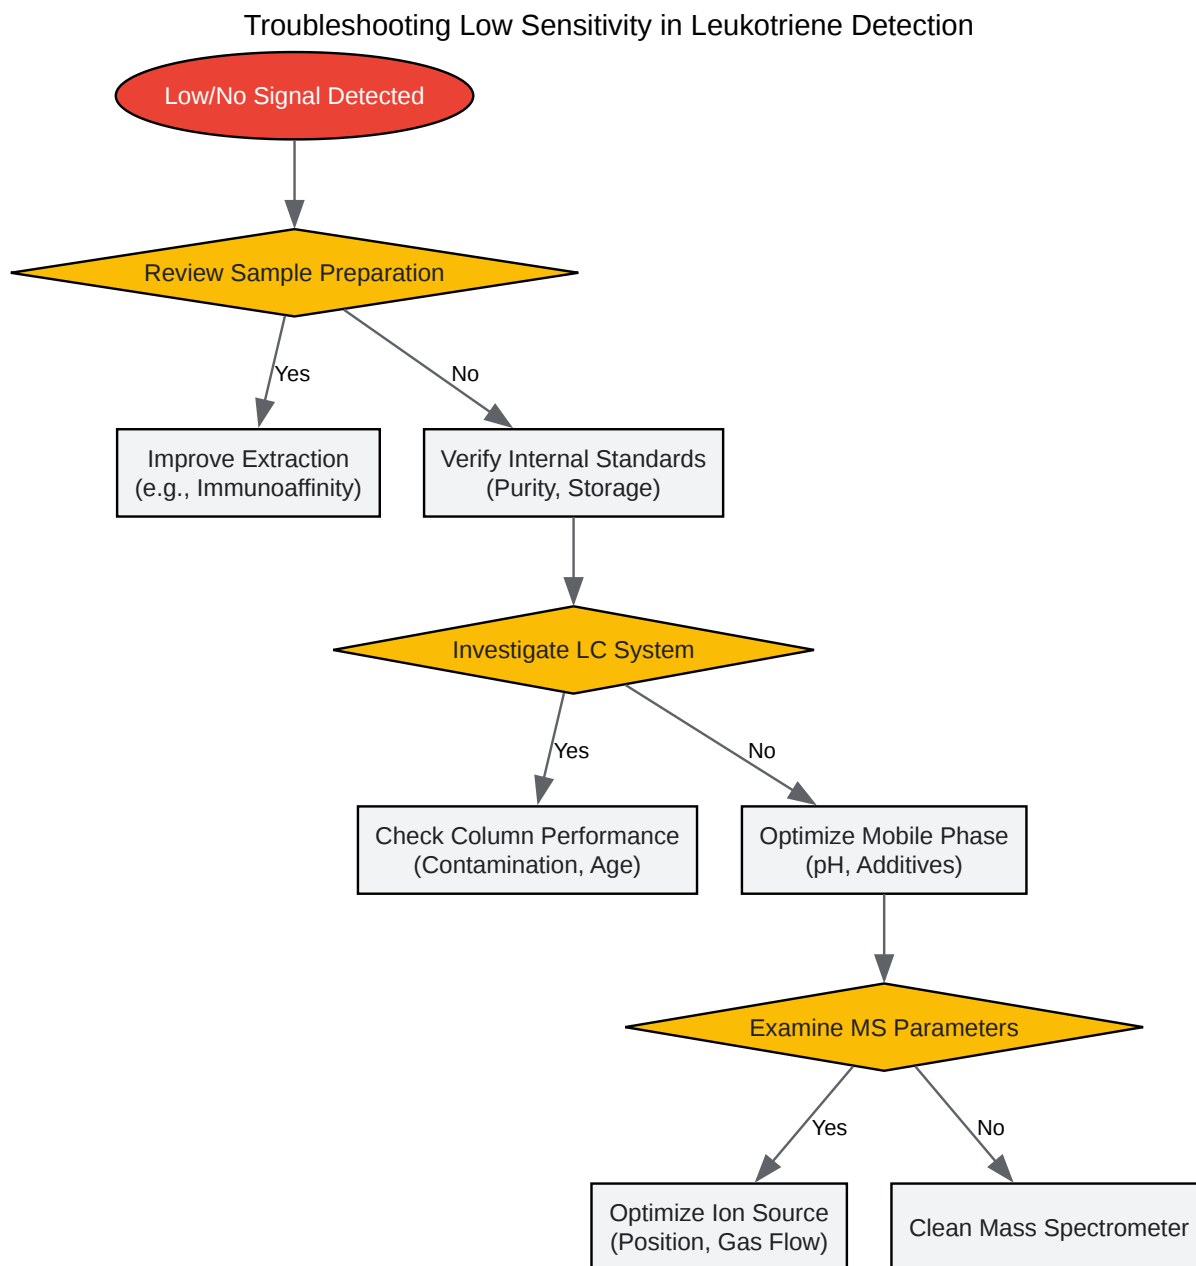 Troubleshooting Low Sensitivity in Leukotriene Detection
Low/No Signal Detected
Review Sample Preparation
Yes
No
Improve Extraction
(e.g., Immunoaffinity)
Verify Internal Standards
(Purity, Storage)
Investigate LC System
Yes
No
Check Column Performance
(Contamination, Age)
Optimize Mobile Phase
(pH, Additives)
Examine MS Parameters
Yes
No
Optimize Ion Source
(Position, Gas Flow)
Clean Mass Spectrometer